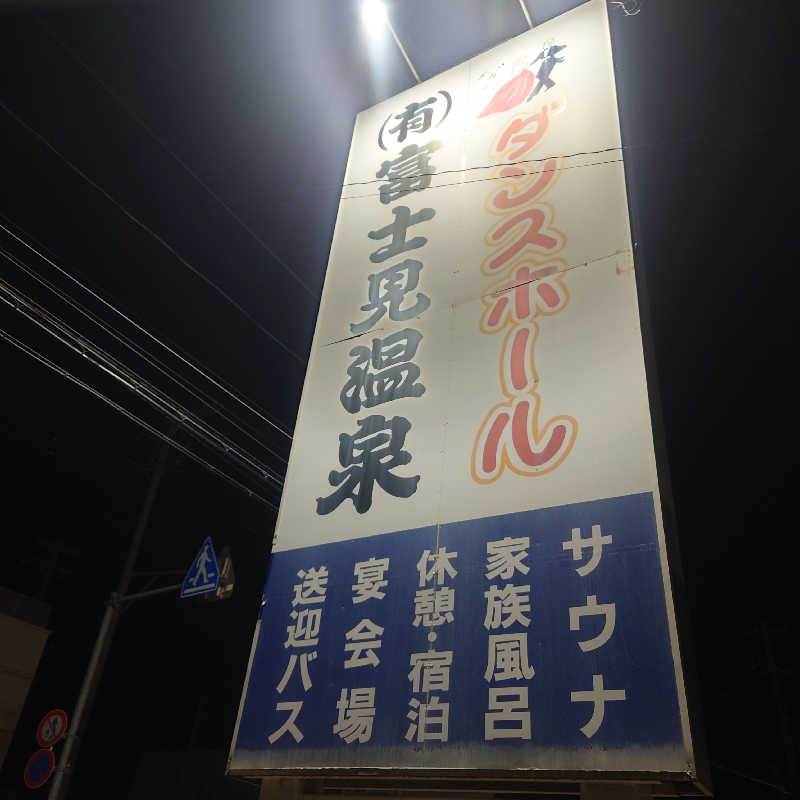 ダンスホール
(有)富士見温泉
サウナ
家族風呂
休憩・宿泊
宴会場
送迎バス